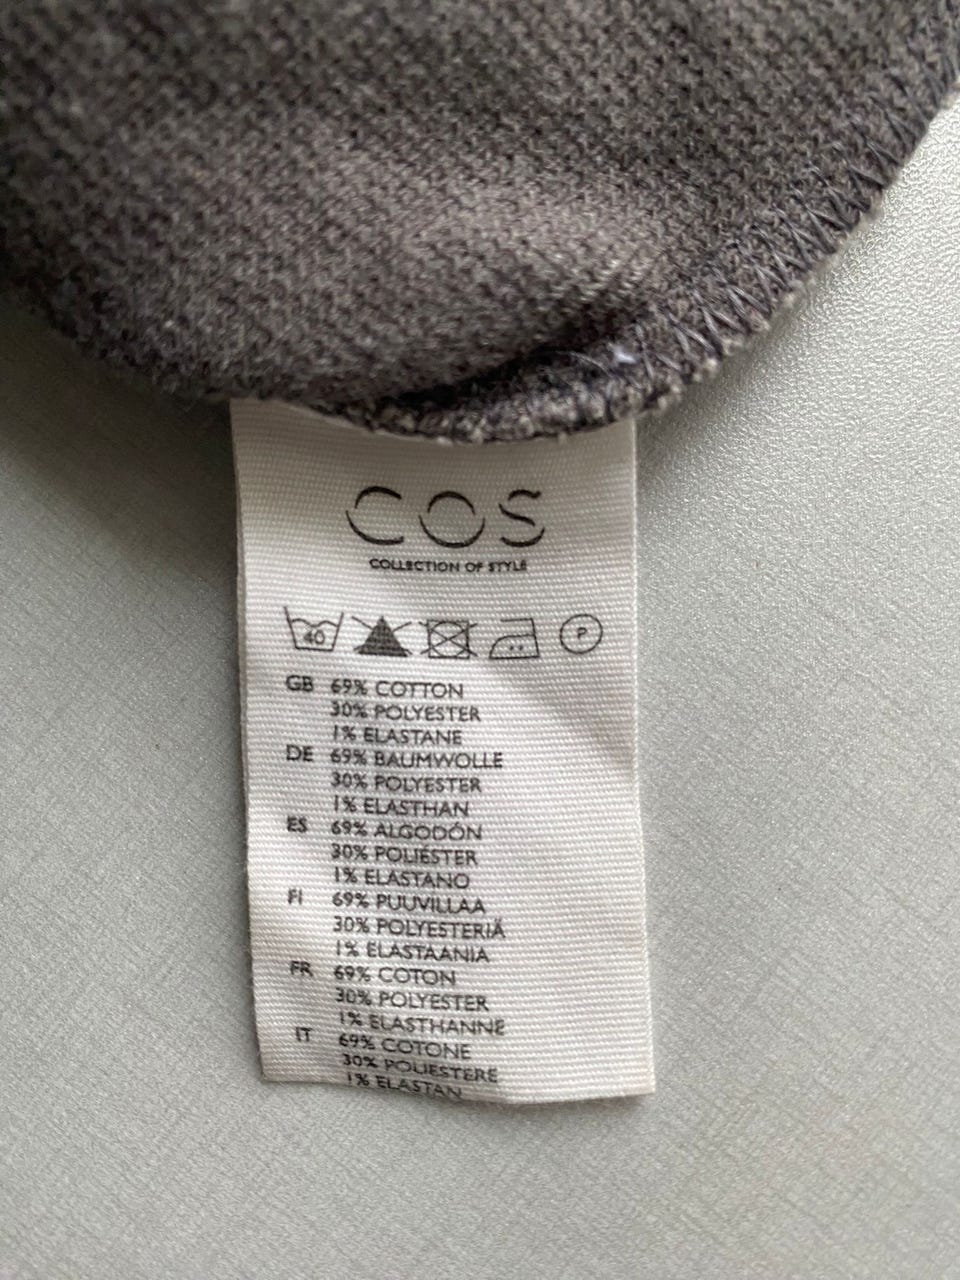 COS
COLLECTION OF STYLE
40 P
GB 69% COTTON
30% POLYESTER
1% ELASTANE
DE 69% BAUMWOLLE
30% POLYESTER
1% ELASTHAN
ES 69% ALGODÓN
30% POLIÉSTER
1% ELASTANO
FI 69% PUUVILLAA
30% POLYESTERIÄ
1% ELASTAANIA
FR 69% COTON
30% POLYESTER
1% ELASTHANNE
IT 69% COTONE
30% POLIESTERE
1% ELASTAN